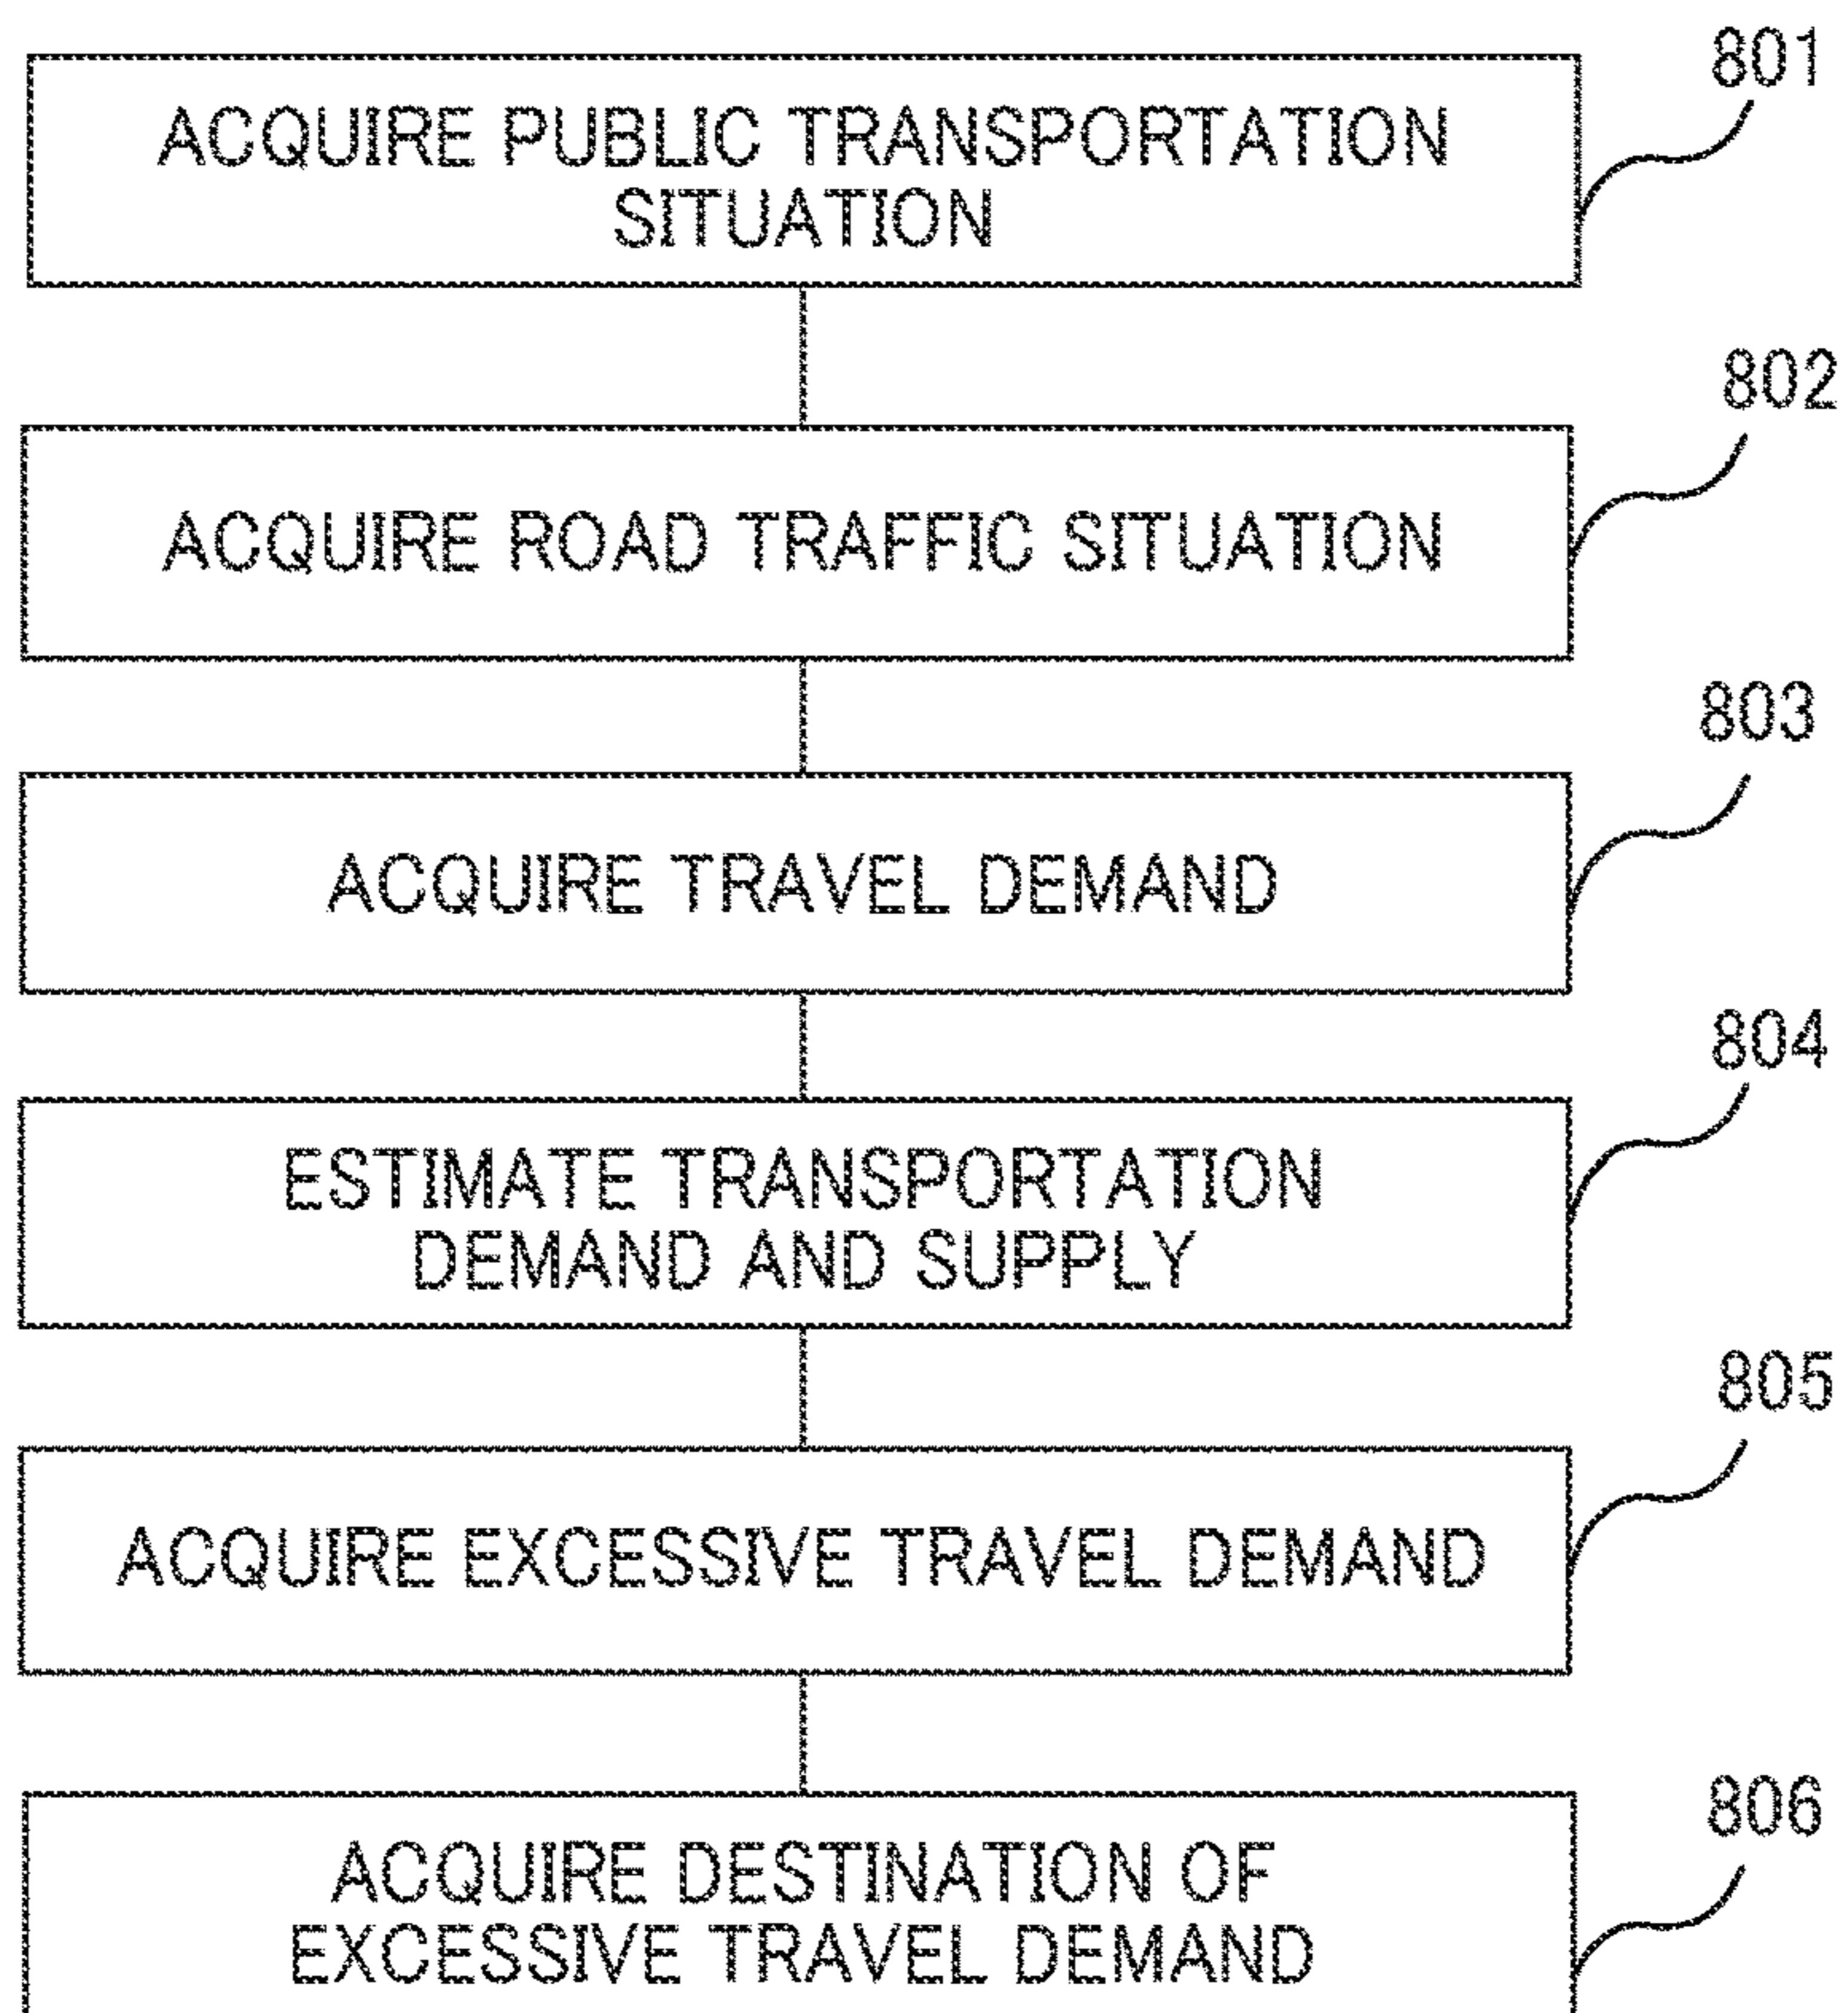 801
ACQUIRE PUBLIC TRANSPORTATION
SITUATION
802
ACQUIRE ROAD TRAFFIC SITUATION
803
ACQUIRE TRAVEL DEMAND
804
ESTIMATE TRANSPORTATION
DEMAND AND SUPPLY
805
ACQUIRE EXCESSIVE TRAVEL DEMAND
806
ACQUIRE DESTINATION OF
EXCESSIVE TRAVEL DEMAND